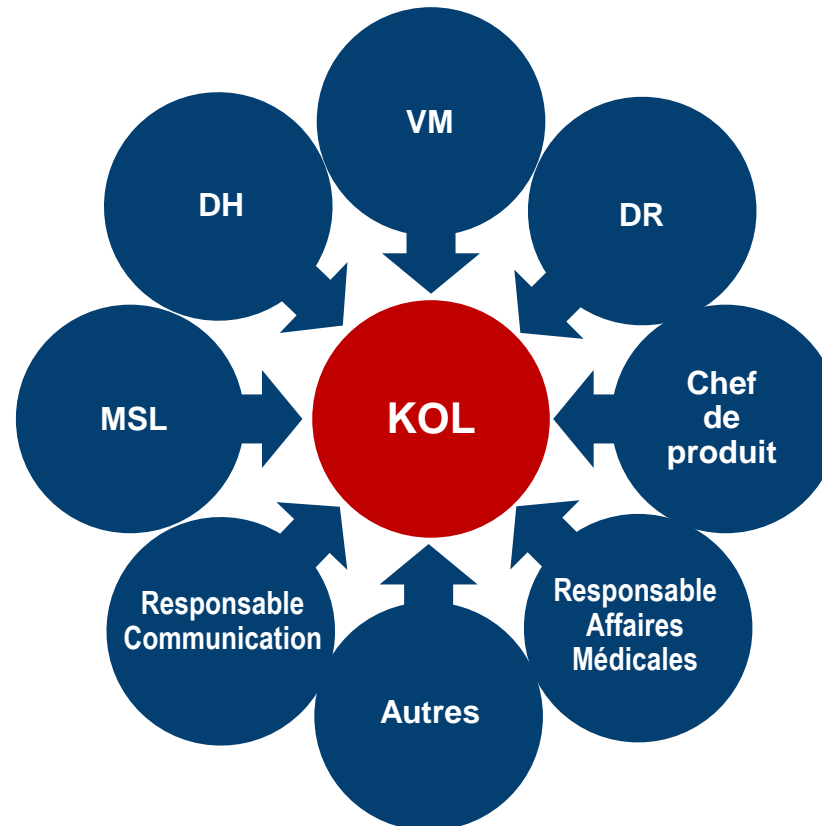 VM
DH
DR
MSL
KOL
Chef
de
produit
Responsable
Communication
Responsable
Affaires
Médicales
Autres